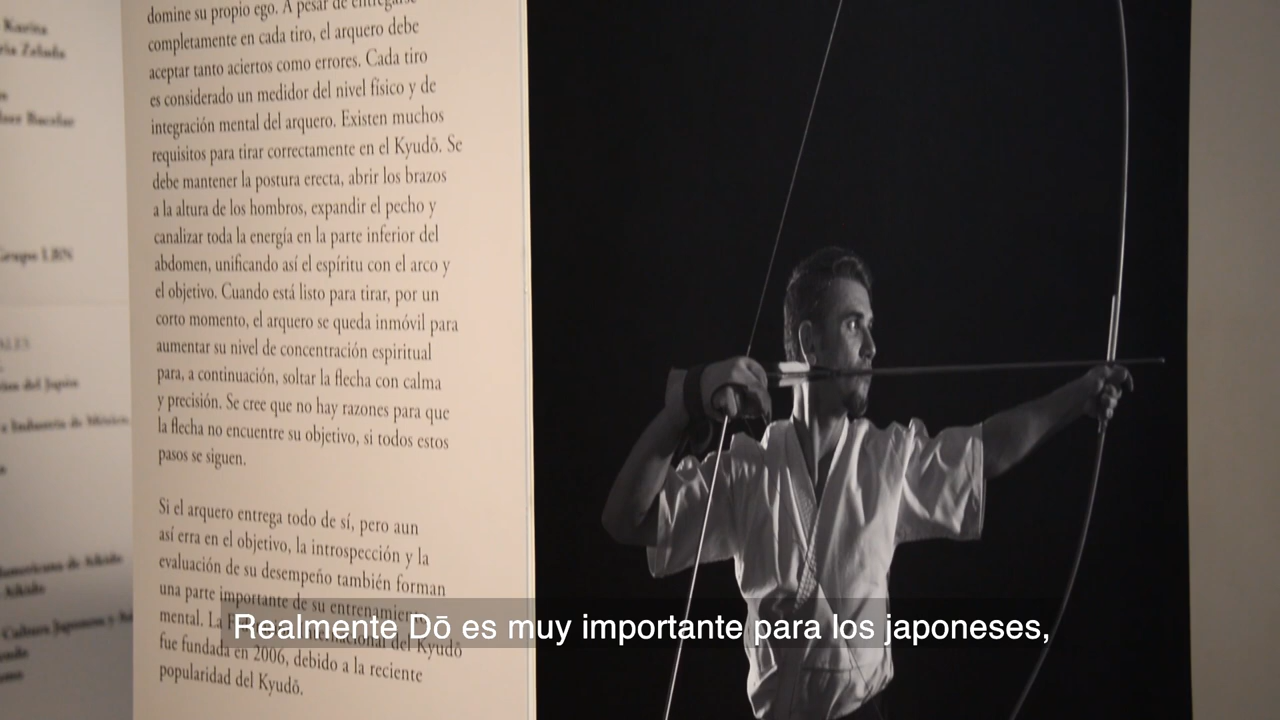 Karina
Zelada
Grupo LBN
domine su propio ego. A pesar de entregarse
completamente en cada tiro, el arquero debe
aceptar tanto aciertos como errores. Cada tiro
es considerado un medidor del nivel físico y de
integración mental del arquero. Existen muchos
requisitos para tirar correctamente en el Kyudō. Se
debe mantener la postura erecta, abrir los brazos
a la altura de los hombros, expandir el pecho y
canalizar toda la energía en la parte inferior del
abdomen, unificando así el espíritu con el arco y
el objetivo. Cuando está listo para tirar, por un
corto momento, el arquero se queda inmóvil para
aumentar su nivel de concentración espiritual
para, a continuación, soltar la flecha con calma
y precisión. Se cree que no hay razones para que
la flecha no encuentre su objetivo, si todos estos
pasos se siguen.
Si el arquero entrega todo de sí, pero aun
así erra en el objetivo, la introspección y la
evaluación de su desempeño también forman
una parte importante de su entrenamiento
mental. La del Kyudō
fue fundada en 2006, debido a la reciente
popularidad del Kyudō.
Realmente Dō es muy importante para los japoneses,